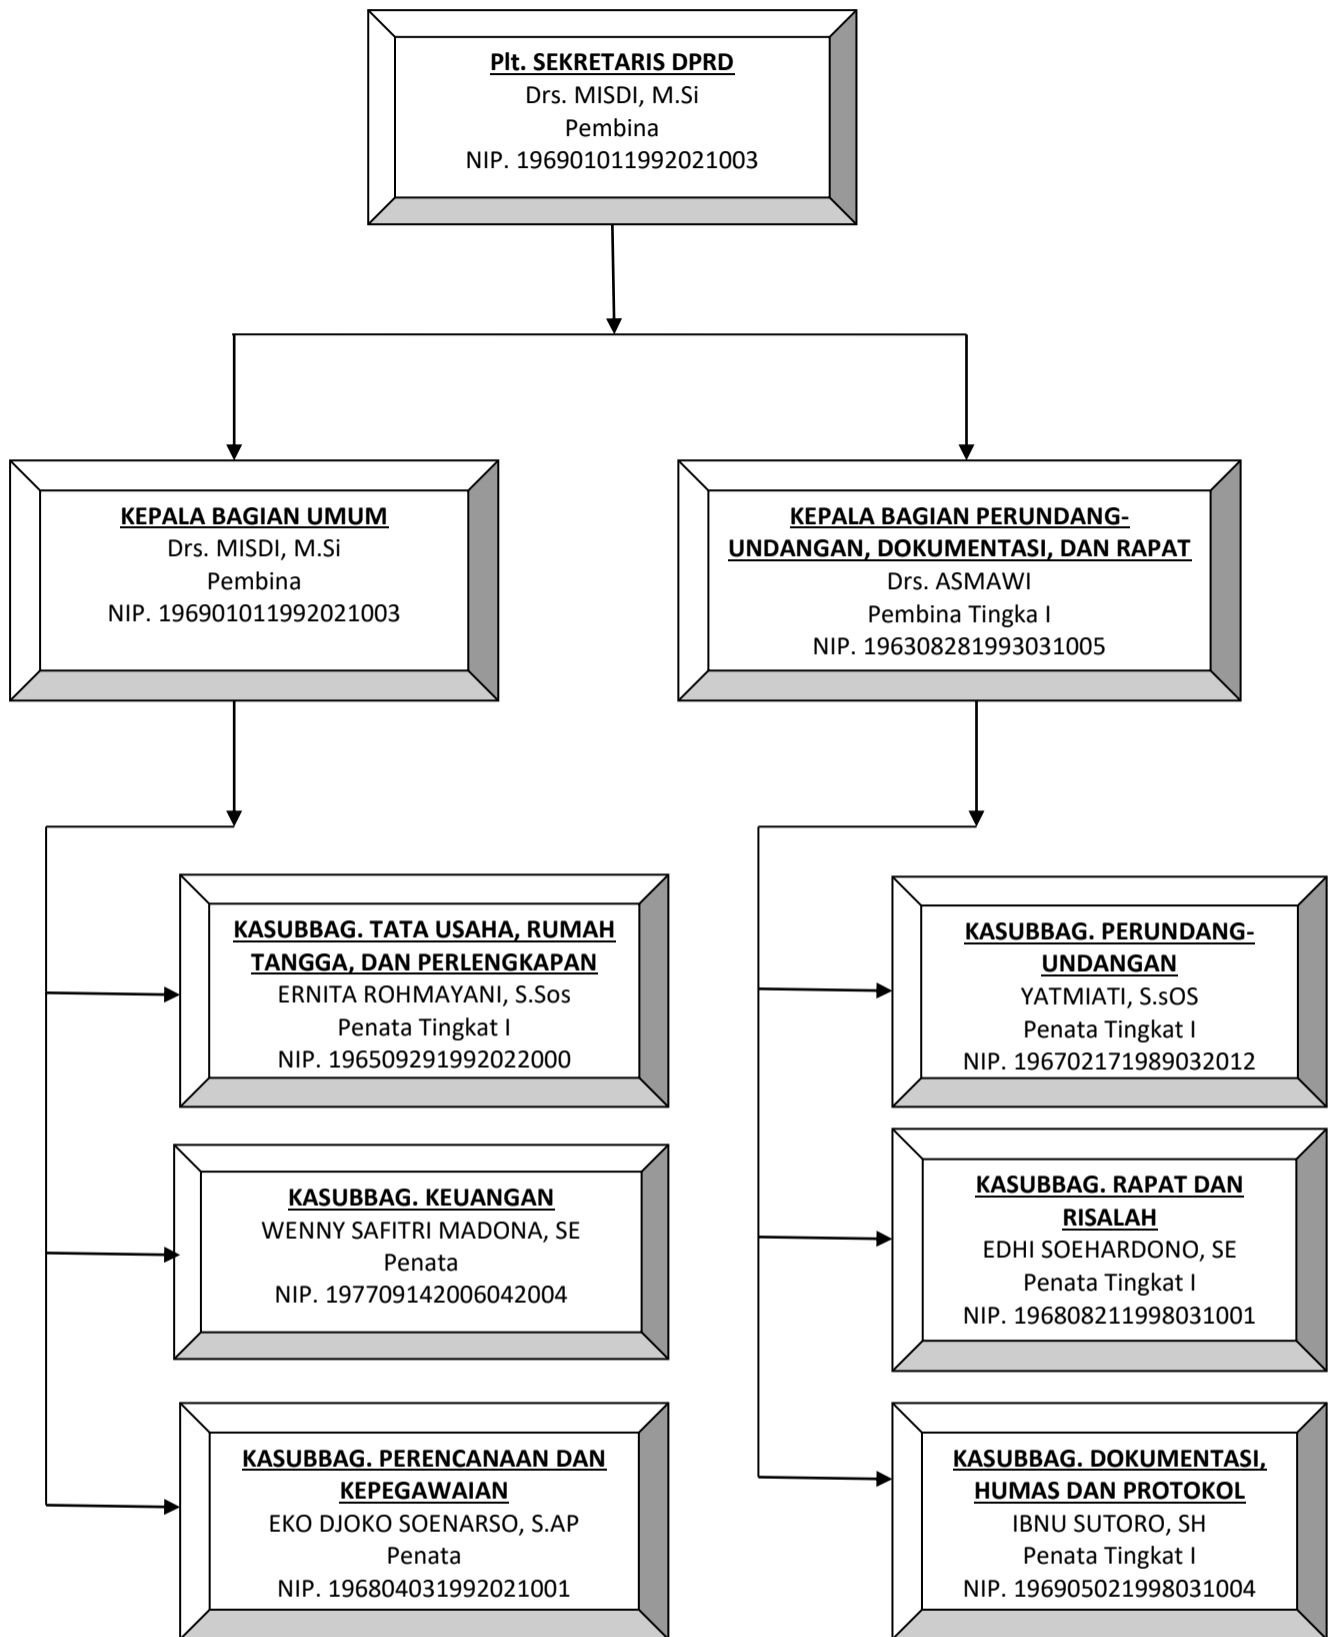 Plt. SEKRETARIS DPRD
Drs. MISDI, M.Si
Pembina
NIP. 196901011992021003
KEPALA BAGIAN UMUM
Drs. MISDI, M.Si
Pembina
NIP. 196901011992021003
KEPALA BAGIAN PERUNDANG-
UNDANGAN, DOKUMENTASI, DAN RAPAT
Drs. ASMAWI
Pembina Tingka I
NIP. 196308281993031005
KASUBBAG. TATA USAHA, RUMAH
TANGGA, DAN PERLENGKAPAN
ERNITA ROHMAYANI, S.Sos
Penata Tingkat I
NIP. 196509291992022000
KASUBBAG. KEUANGAN
WENNY SAFITRI MADONA, SE
Penata
NIP. 197709142006042004
KASUBBAG. PERENCANAAN DAN
KEPEGAWAIAN
EKO DJOKO SOENARSO, S.AP
Penata
NIP. 196804031992021001
KASUBBAG. PERUNDANG-
UNDANGAN
YATMIATI, S.sOS
Penata Tingkat I
NIP. 196702171989032012
KASUBBAG. RAPAT DAN
RISALAH
EDHI SOEHARDONO, SE
Penata Tingkat I
NIP. 196808211998031001
KASUBBAG. DOKUMENTASI,
HUMAS DAN PROTOKOL
IBNU SUTORO, SH
Penata Tingkat I
NIP. 196905021998031004